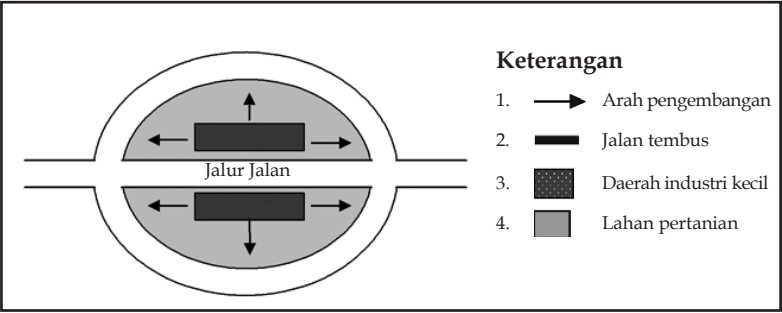 Jalur Jalan
Keterangan
1. Arah pengembangan
2. Jalan tembus
3. Daerah industri kecil
4. Lahan pertanian